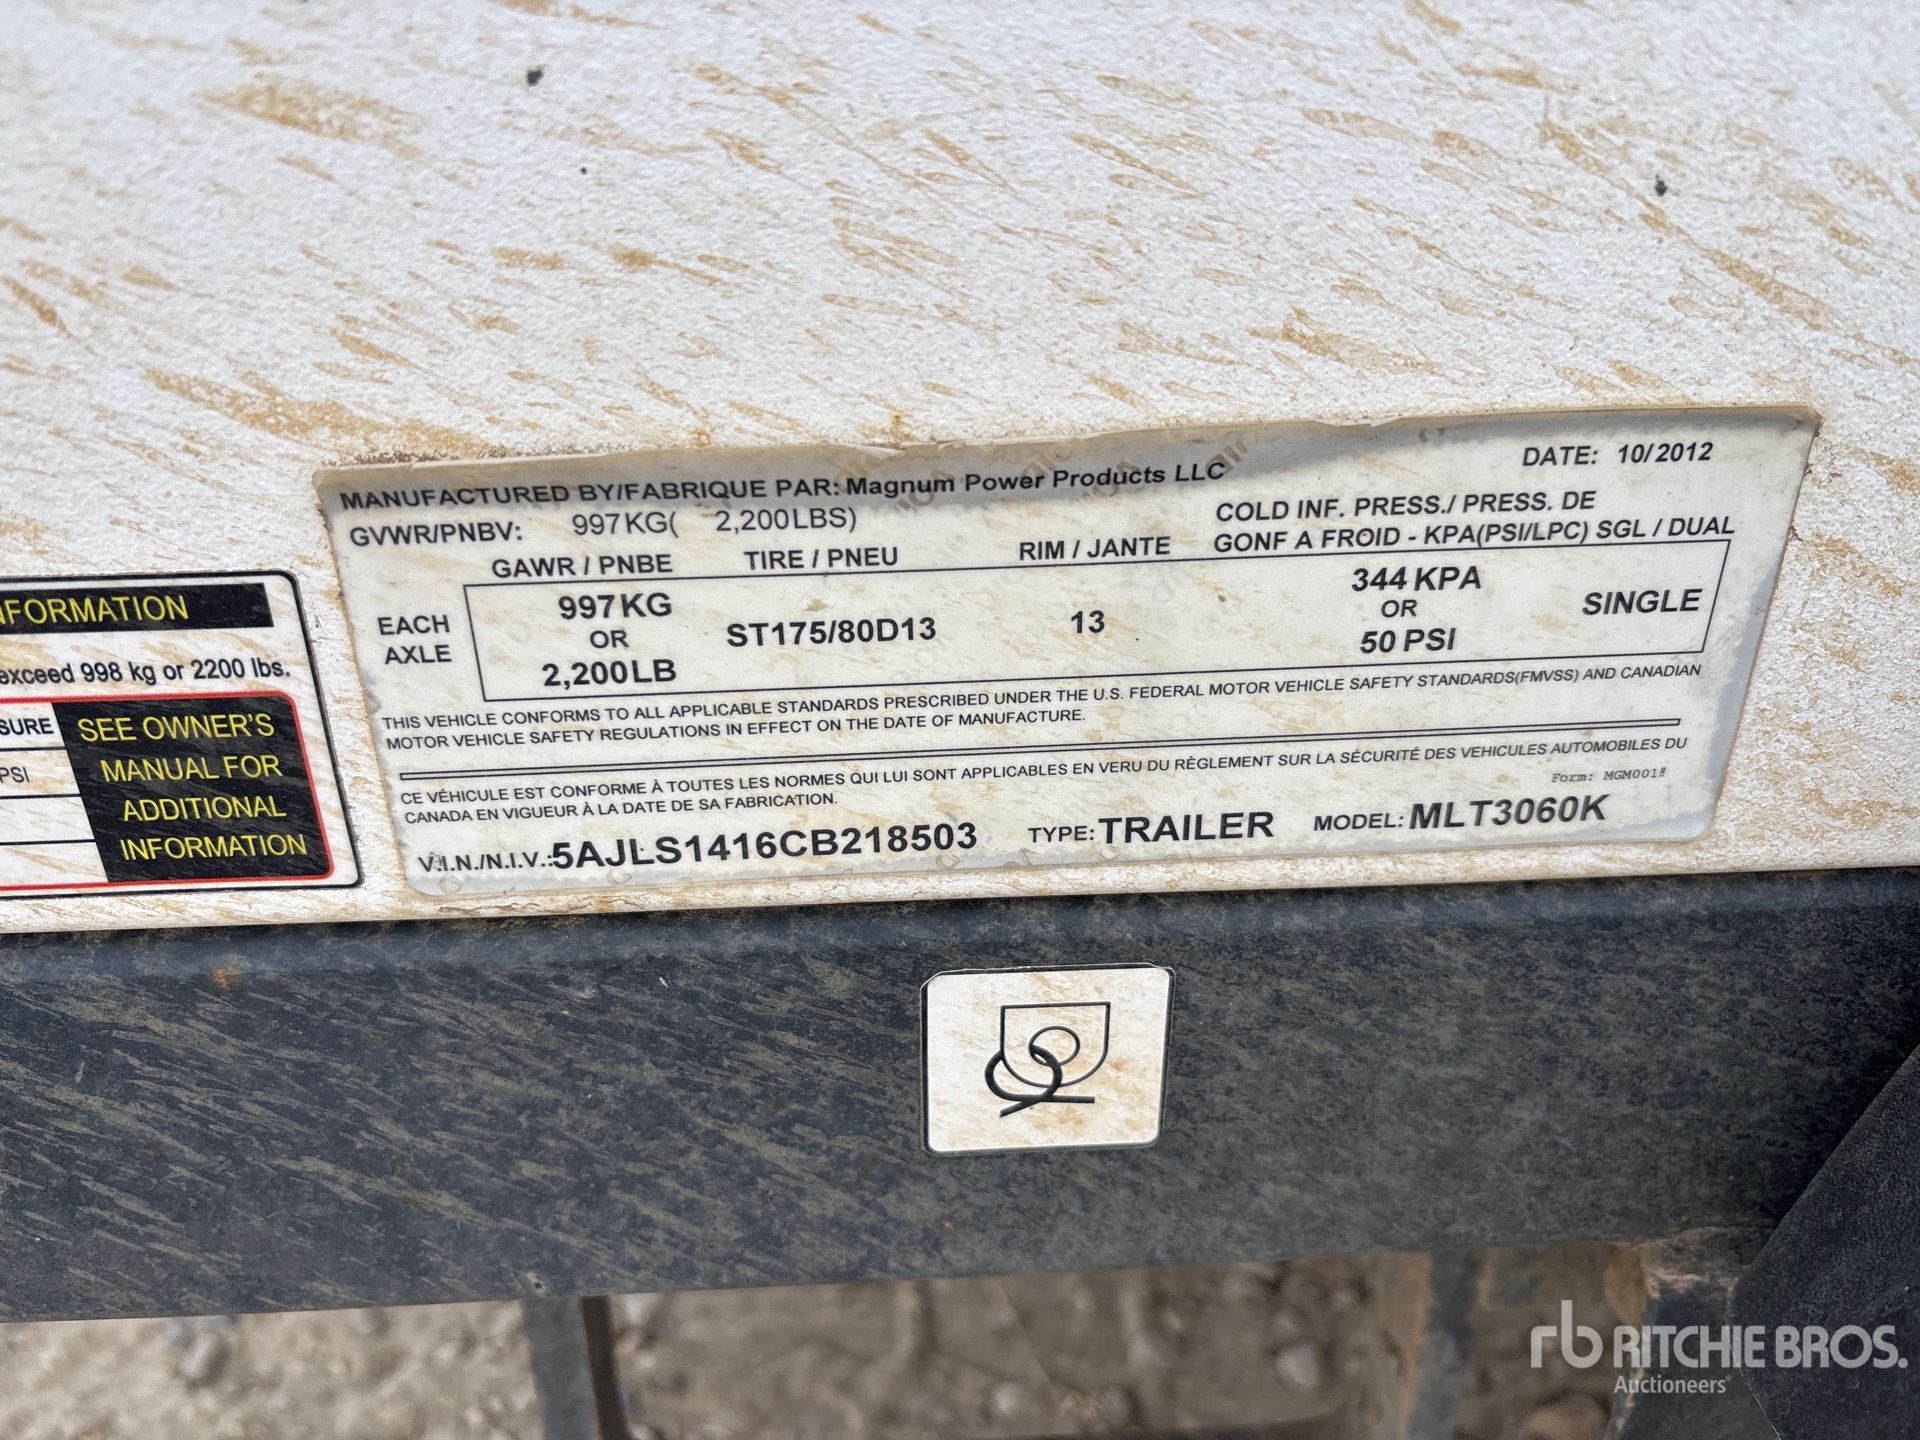 MANUFACTURED BY/FABRIQUE PAR: Magnum Power Products LLC
DATE: 10/2012
GVWR/PNBV: 997KG( 2,200LBS)
COLD INF. PRESS./ PRESS. DE
GONF A FROID - KPA(PSI/LPC) SGL / DUAL
GAWR / PNBE TIRE / PNEU RIM / JANTE
EACH
AXLE
997KG
OR
2,200LB
ST175/80D13
13
344 KPA
OR
50 PSI
SINGLE
THIS VEHICLE CONFORMS TO ALL APPLICABLE STANDARDS PRESCRIBED UNDER THE U.S. FEDERAL MOTOR VEHICLE SAFETY STANDARDS(FMVSS) AND CANADIAN
MOTOR VEHICLE SAFETY REGULATIONS IN EFFECT ON THE DATE OF MANUFACTURE.
CE VÉHICULE EST CONFORME À TOUTES LES NORMES QUI LUI SONT APPLICABLES EN VERU DU RÈGLEMENT SUR LA SÉCURITÉ DES VEHICULES AUTOMOBILES DU
CANADA EN VIGUEUR À LA DATE DE SA FABRICATION.
Form: MGM001
V.I.N./N.I.V.:5AJLS1416CB218503 TYPE: TRAILER MODEL: MLT3060K
NFORMATION
exceed 998 kg or 2200 lbs.
SURE
PSI
SEE OWNER'S
MANUAL FOR
ADDITIONAL
INFORMATION
rb RITCHIE BROS.
Auctioneers